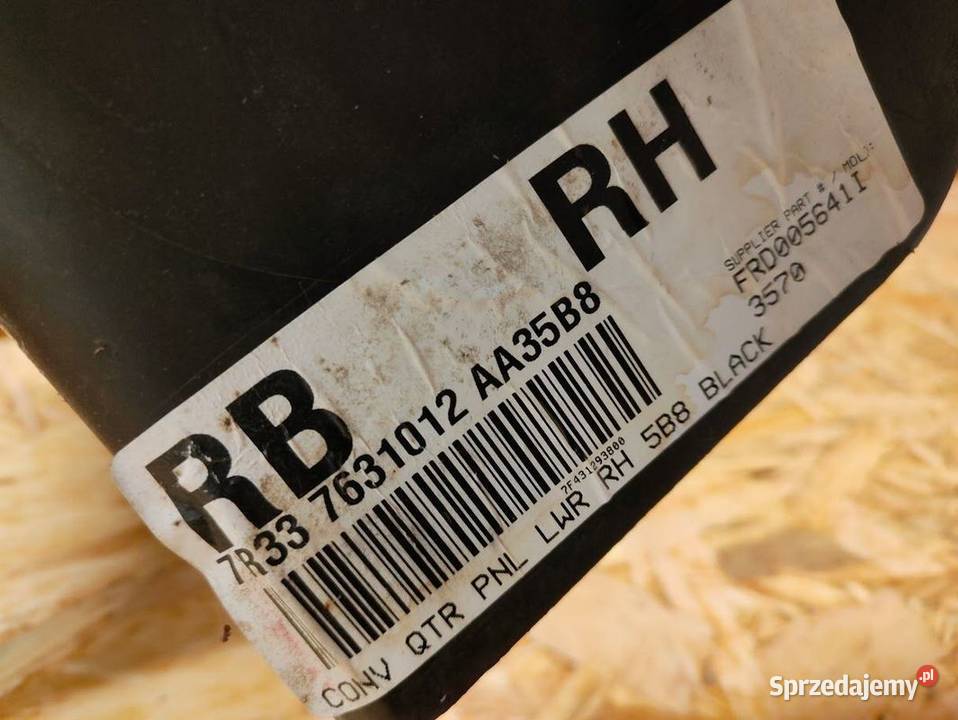 RB RH
7R33 7631012 AA35B8
SUPPLIER PART # / MOLD:
FRD005641I
3570
7F431293800
CONV QTR PNL LWR RH 5B8 BLACK
Sprzedajemy.pl